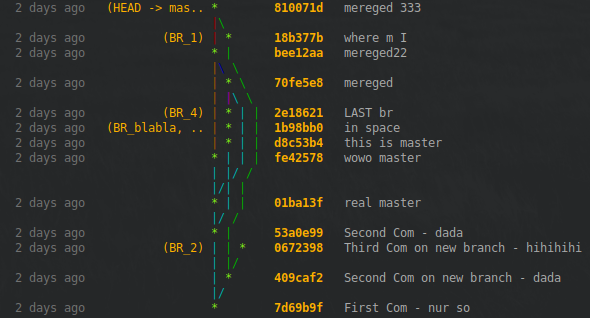 2 days ago (HEAD -> mas.. * 810071d mereged 333
|\
2 days ago (BR_1) | * 18b377b where m I
2 days ago * | bee12aa mereged22
|\ \
2 days ago | * \ 70fe5e8 mereged
| |\ \
2 days ago (BR_4) | * | | 2e18621 LAST br
2 days ago (BR_blabla, .. | * | | 1b98bb0 in space
2 days ago | * | | d8c53b4 this is master
2 days ago * | | | fe42578 wowo master
| |/ /
|/| |
2 days ago * | | 01ba13f real master
|/ /
2 days ago * | 53a0e99 Second Com - dada
2 days ago (BR_2) | | * 0672398 Third Com on new branch - hihihihi
| |/
2 days ago | * 409caf2 Second Com on new branch - dada
|/
2 days ago * 7d69b9f First Com - nur so